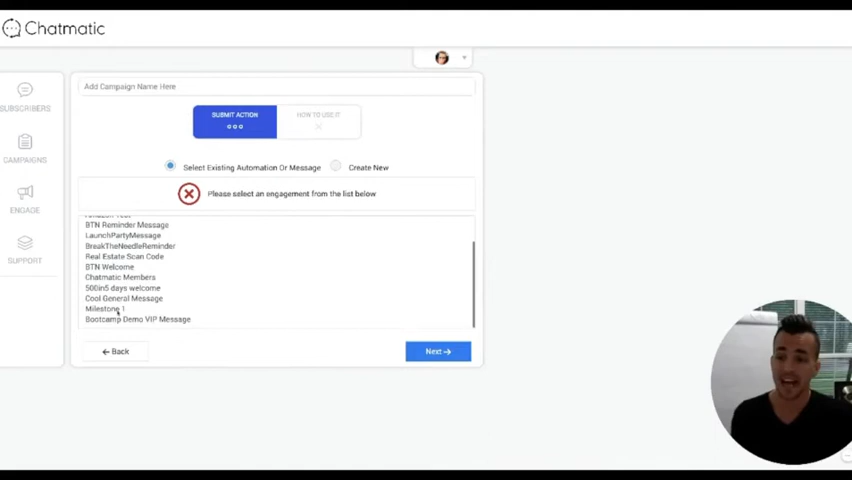 Chatmatic
Add Campaign Name Here
SUBMIT ACTION
HOW TO USE IT
SUBSCRIBERS
CAMPAIGNS
ENGAGE
SUPPORT
Select Existing Automation Or Message
Create New
Please select an engagement from the list below
BTN Reminder Message
LaunchPartyMessage
BreakTheNeedleReminder
Real Estate Scan Code
BTN Welcome
Chatmatic Members
500in5 days welcome
Cool General Message
Milestone 1
Bootcamp Demo VIP Message
Back
Next